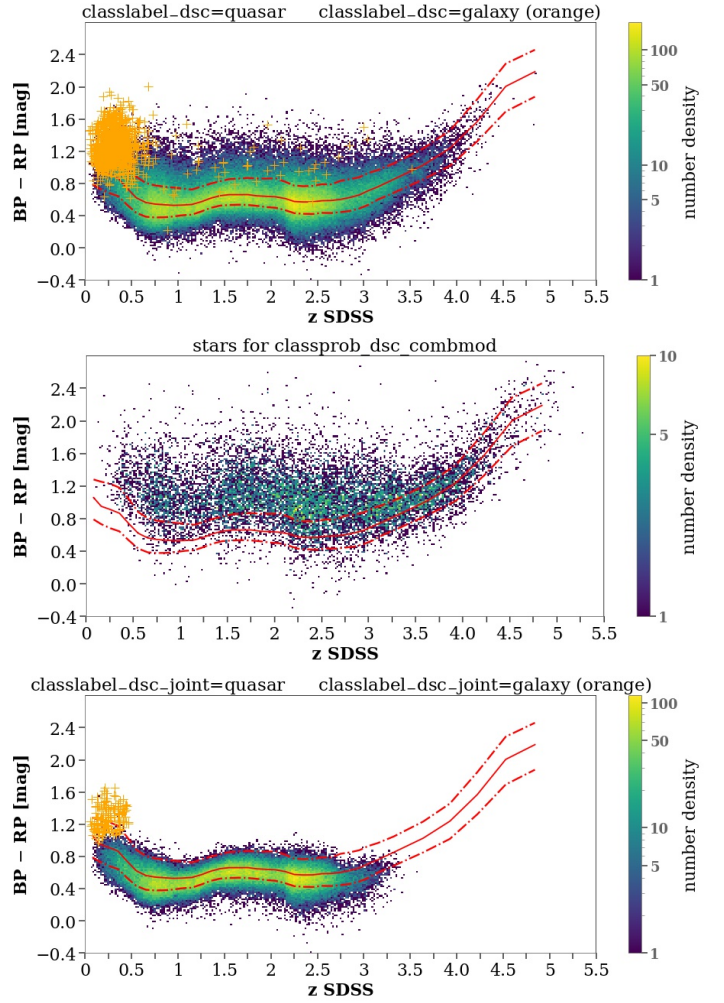 classlabel_dsc=quasar classlabel_dsc=galaxy (orange)
BP − RP [mag]
2.4
2.0
1.6
1.2
0.8
0.4
0.0
−0.4
0 0.5 1 1.5 2 2.5 3 3.5 4.0 4.5 5 5.5
z SDSS
100
50
10
5
1
number density
stars for classprob_dsc_combmod
BP − RP [mag]
2.4
2.0
1.6
1.2
0.8
0.4
0.0
−0.4
0 0.5 1 1.5 2 2.5 3 3.5 4.0 4.5 5 5.5
z SDSS
10
5
1
number density
classlabel_dsc_joint=quasar classlabel_dsc_joint=galaxy (orange)
BP − RP [mag]
2.4
2.0
1.6
1.2
0.8
0.4
0.0
−0.4
0 0.5 1 1.5 2 2.5 3 3.5 4.0 4.5 5 5.5
z SDSS
100
50
10
5
1
number density